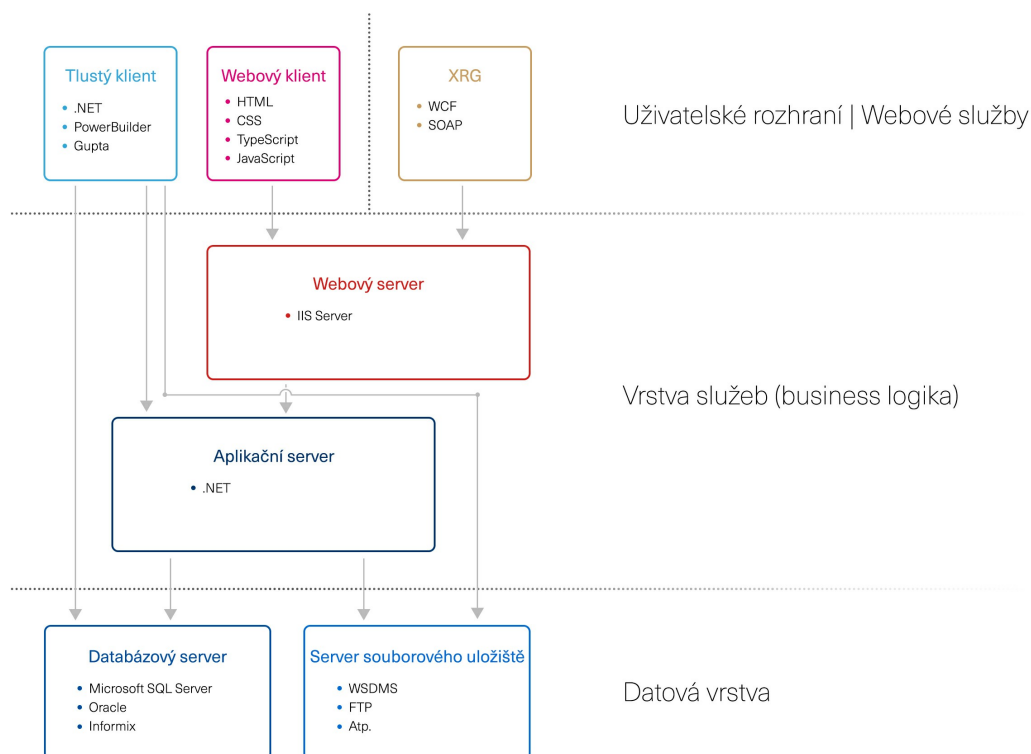 Tlustý klient
• .NET
• PowerBuilder
• Gupta
Webový klient
• HTML
• CSS
• TypeScript
• JavaScript
XRG
• WCF
• SOAP
Uživatelské rozhraní | Webové služby
Webový server
• IIS Server
Vrstva služeb (business logika)
Aplikační server
• .NET
Databázový server
• Microsoft SQL Server
• Oracle
• Informix
Server souborového uložiště
• WSDMS
• FTP
• Atp.
Datová vrstva